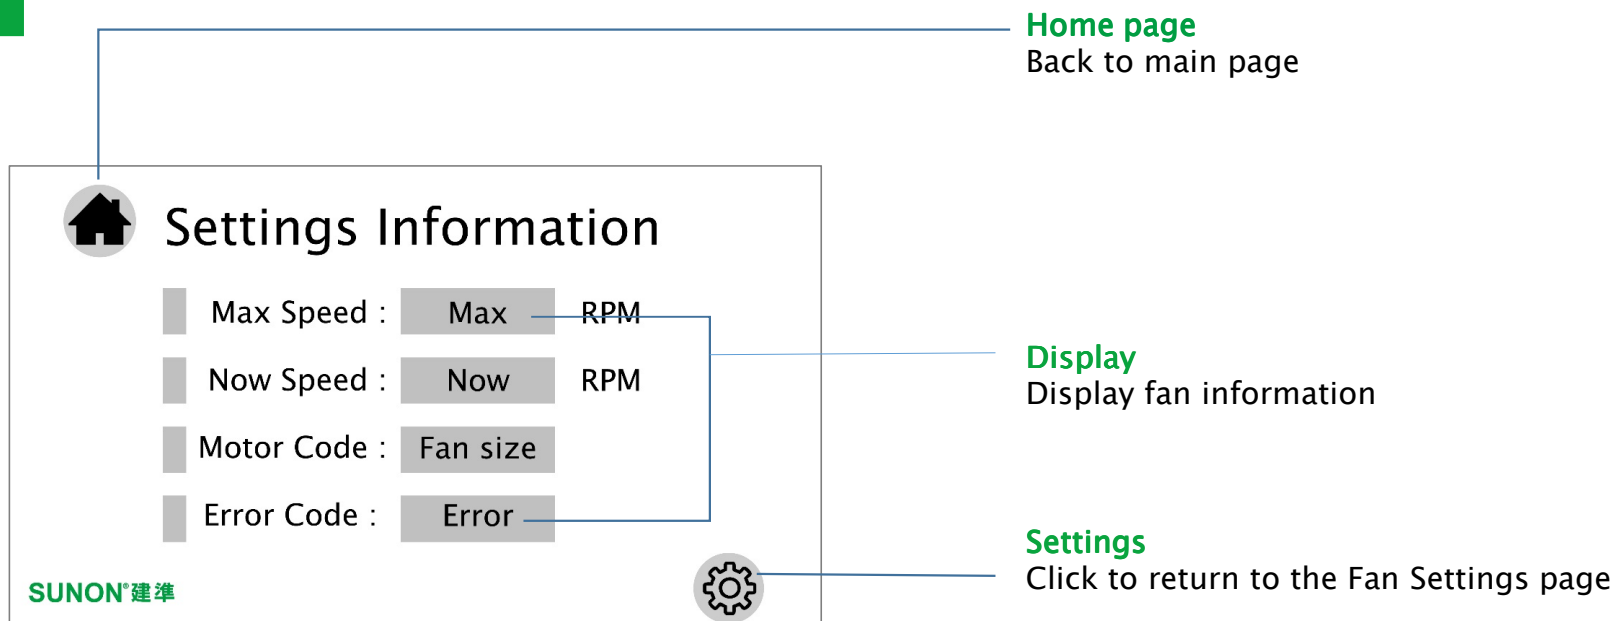 Home page
Back to main page
Settings Information
Max Speed : Max RPM
Now Speed : Now RPM
Motor Code : Fan size
Error Code : Error
Display
Display fan information
Settings
Click to return to the Fan Settings page
SUNON®建準